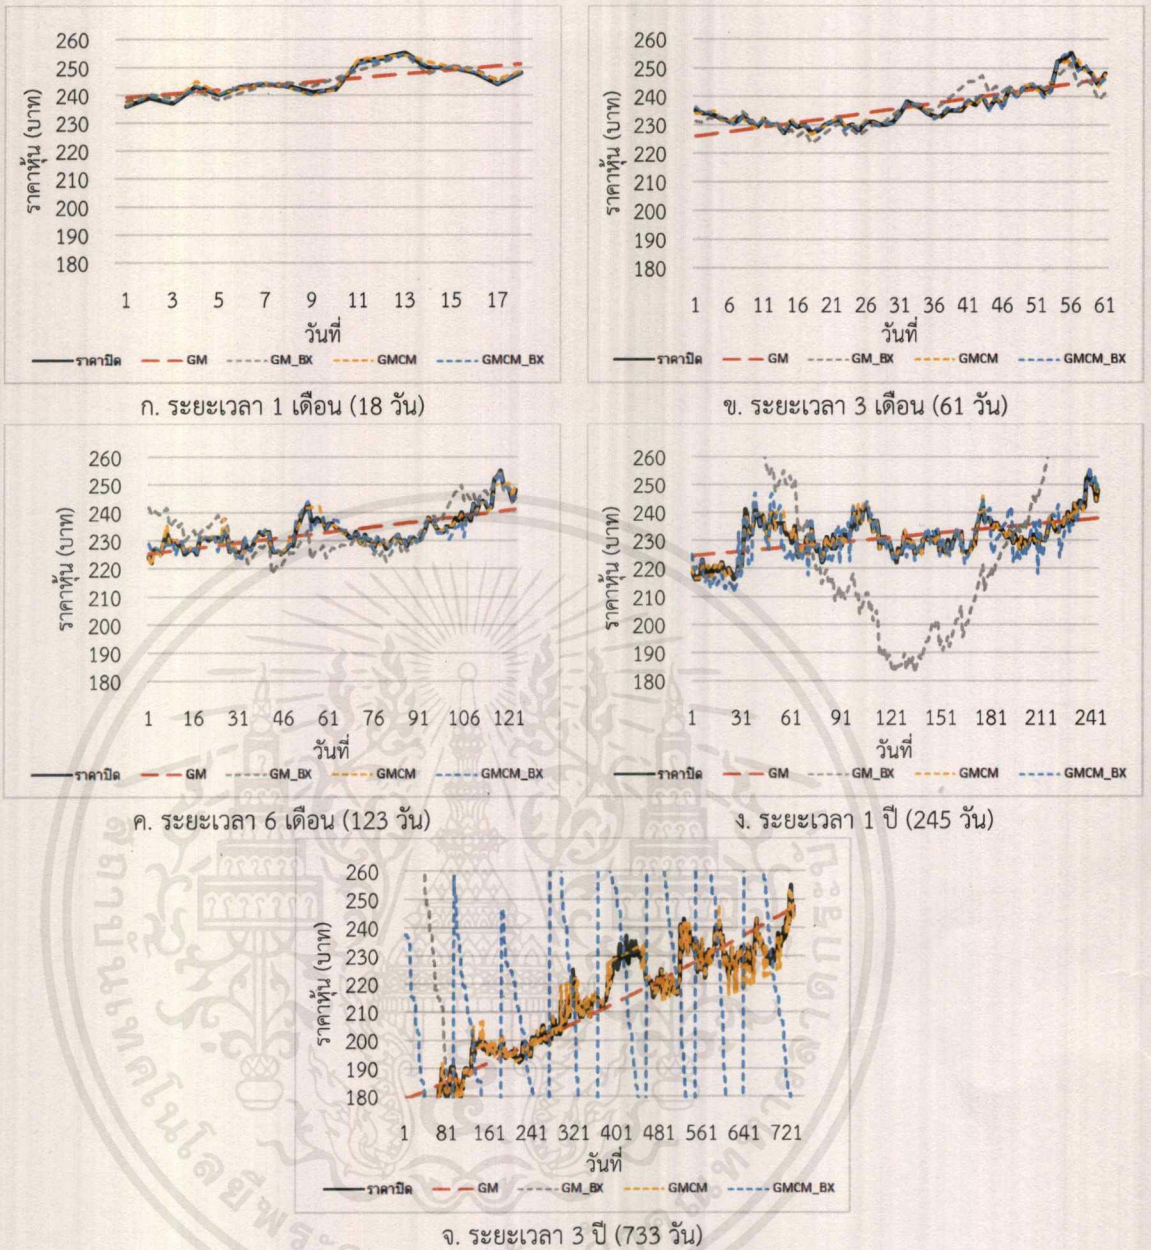 260
250
240
230
220
210
200
190
180
ราคาหุ้น (บาท)
1 3 5 7 9 11 13 15 17
วันที่
ราคาปิด GM GM_BX GMCM GMCM_BX
ก. ระยะเวลา 1 เดือน (18 วัน)
260
250
240
230
220
210
200
190
180
ราคาหุ้น (บาท)
1 6 11 16 21 26 31 36 41 46 51 56 61
วันที่
ราคาปิด GM GM_BX GMCM GMCM_BX
ข. ระยะเวลา 3 เดือน (61 วัน)
260
250
240
230
220
210
200
190
180
ราคาหุ้น (บาท)
1 16 31 46 61 76 91 106 121
วันที่
ราคาปิด GM GM_BX GMCM GMCM_BX
ค. ระยะเวลา 6 เดือน (123 วัน)
260
250
240
230
220
210
200
190
180
ราคาหุ้น (บาท)
1 31 61 91 121 151 181 211 241
วันที่
ราคาปิด GM GM_BX GMCM GMCM_BX
ง. ระยะเวลา 1 ปี (245 วัน)
260
250
240
230
220
210
200
190
180
ราคาหุ้น (บาท)
1 81 161 241 321 401 481 561 641 721
วันที่
ราคาปิด GM GM_BX GMCM GMCM_BX
จ. ระยะเวลา 3 ปี (733 วัน)